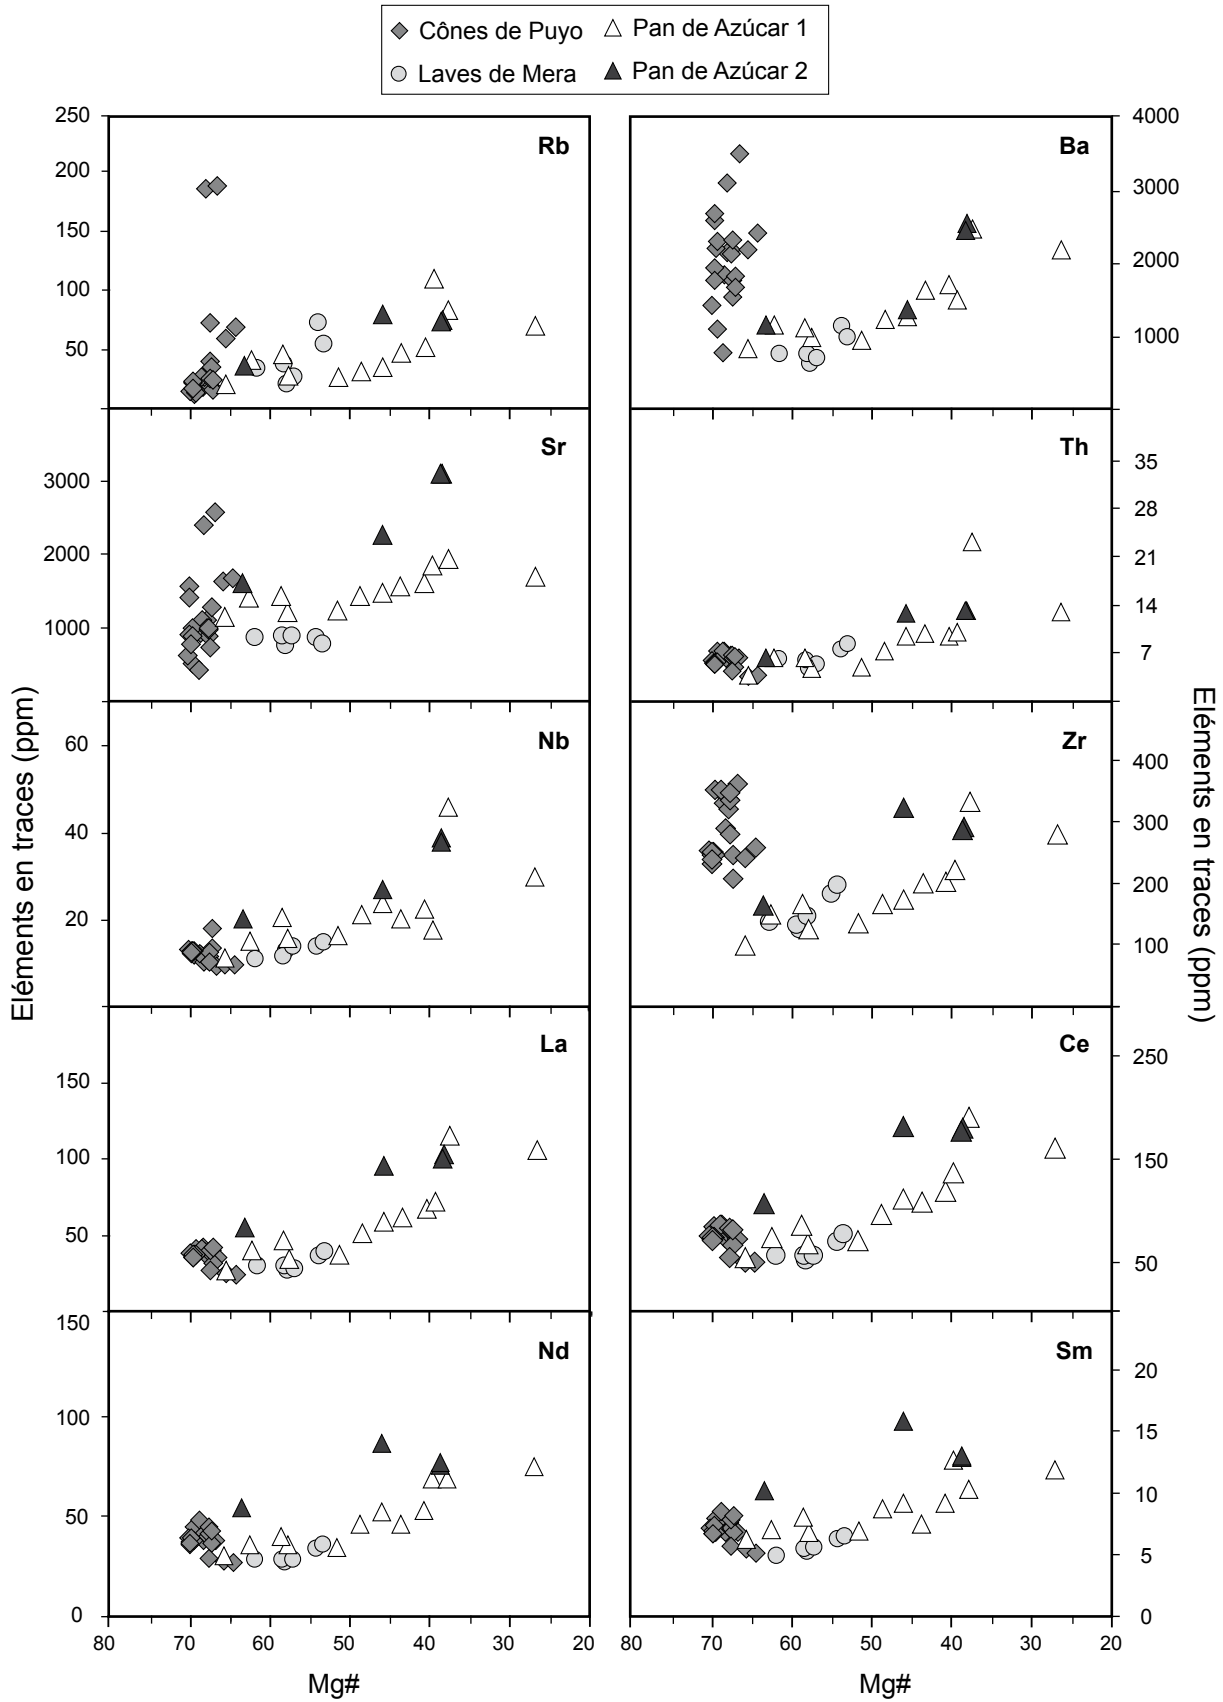 Cônes de Puyo
Pan de Azúcar 1
Laves de Mera
Pan de Azúcar 2
250
200
150
100
50
Rb
4000
3000
2000
1000
Ba
3000
2000
1000
Sr
35
28
21
14
7
Th
60
40
20
Nb
400
300
200
100
Zr
150
100
50
La
250
150
50
Ce
150
100
50
0
Nd
20
15
10
5
0
Sm
80 70 60 50 40 30 20
80 70 60 50 40 30 20
Mg#
Mg#
Eléments en traces (ppm)
Eléments en traces (ppm)